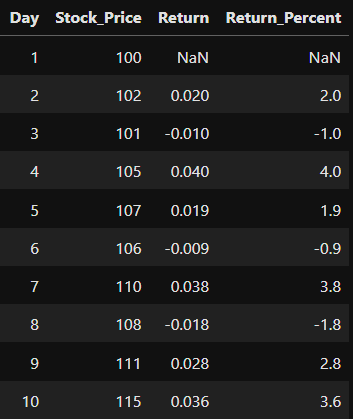 Day Stock_Price Return Return_Percent
1 100 NaN NaN
2 102 0.020 2.0
3 101 -0.010 -1.0
4 105 0.040 4.0
5 107 0.019 1.9
6 106 -0.009 -0.9
7 110 0.038 3.8
8 108 -0.018 -1.8
9 111 0.028 2.8
10 115 0.036 3.6